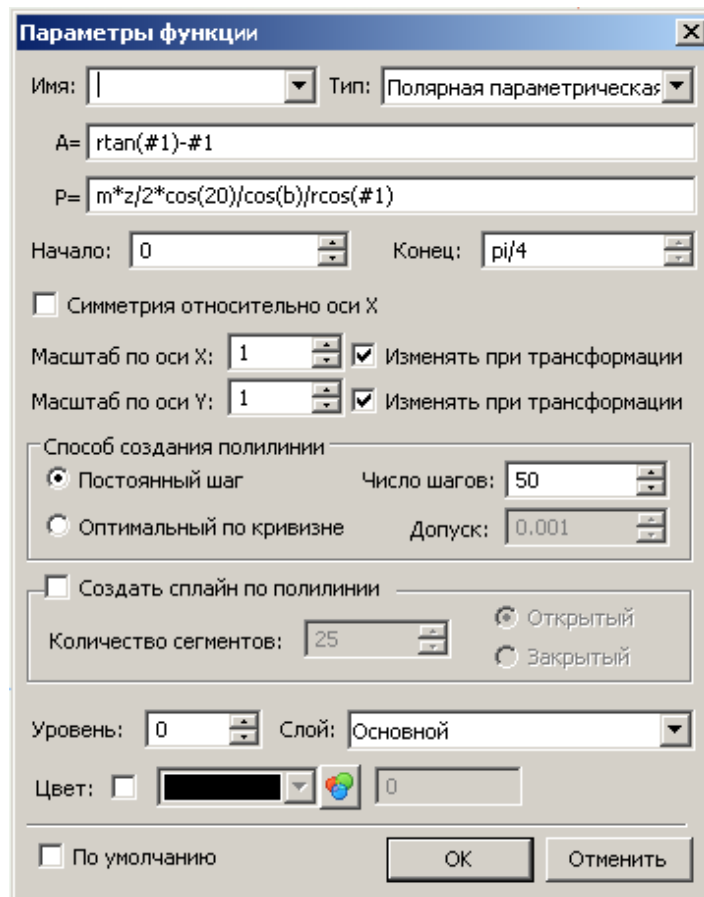 Параметры функции
Имя: Тип: Полярная параметрическая
A= rtan(#1)-#1
P= m*z/2*cos(20)/cos(b)/rcos(#1)
Начало: 0 Конец: pi/4
Симметрия относительно оси X
Масштаб по оси X: 1 Изменять при трансформации
Масштаб по оси Y: 1 Изменять при трансформации
Способ создания полилинии
Постоянный шаг Число шагов: 50
Оптимальный по кривизне Допуск: 0.001
Создать сплайн по полилинии
Количество сегментов: 25 Открытый
Закрытый
Уровень: 0 Слой: Основной
Цвет: 0
По умолчанию OK Отменить